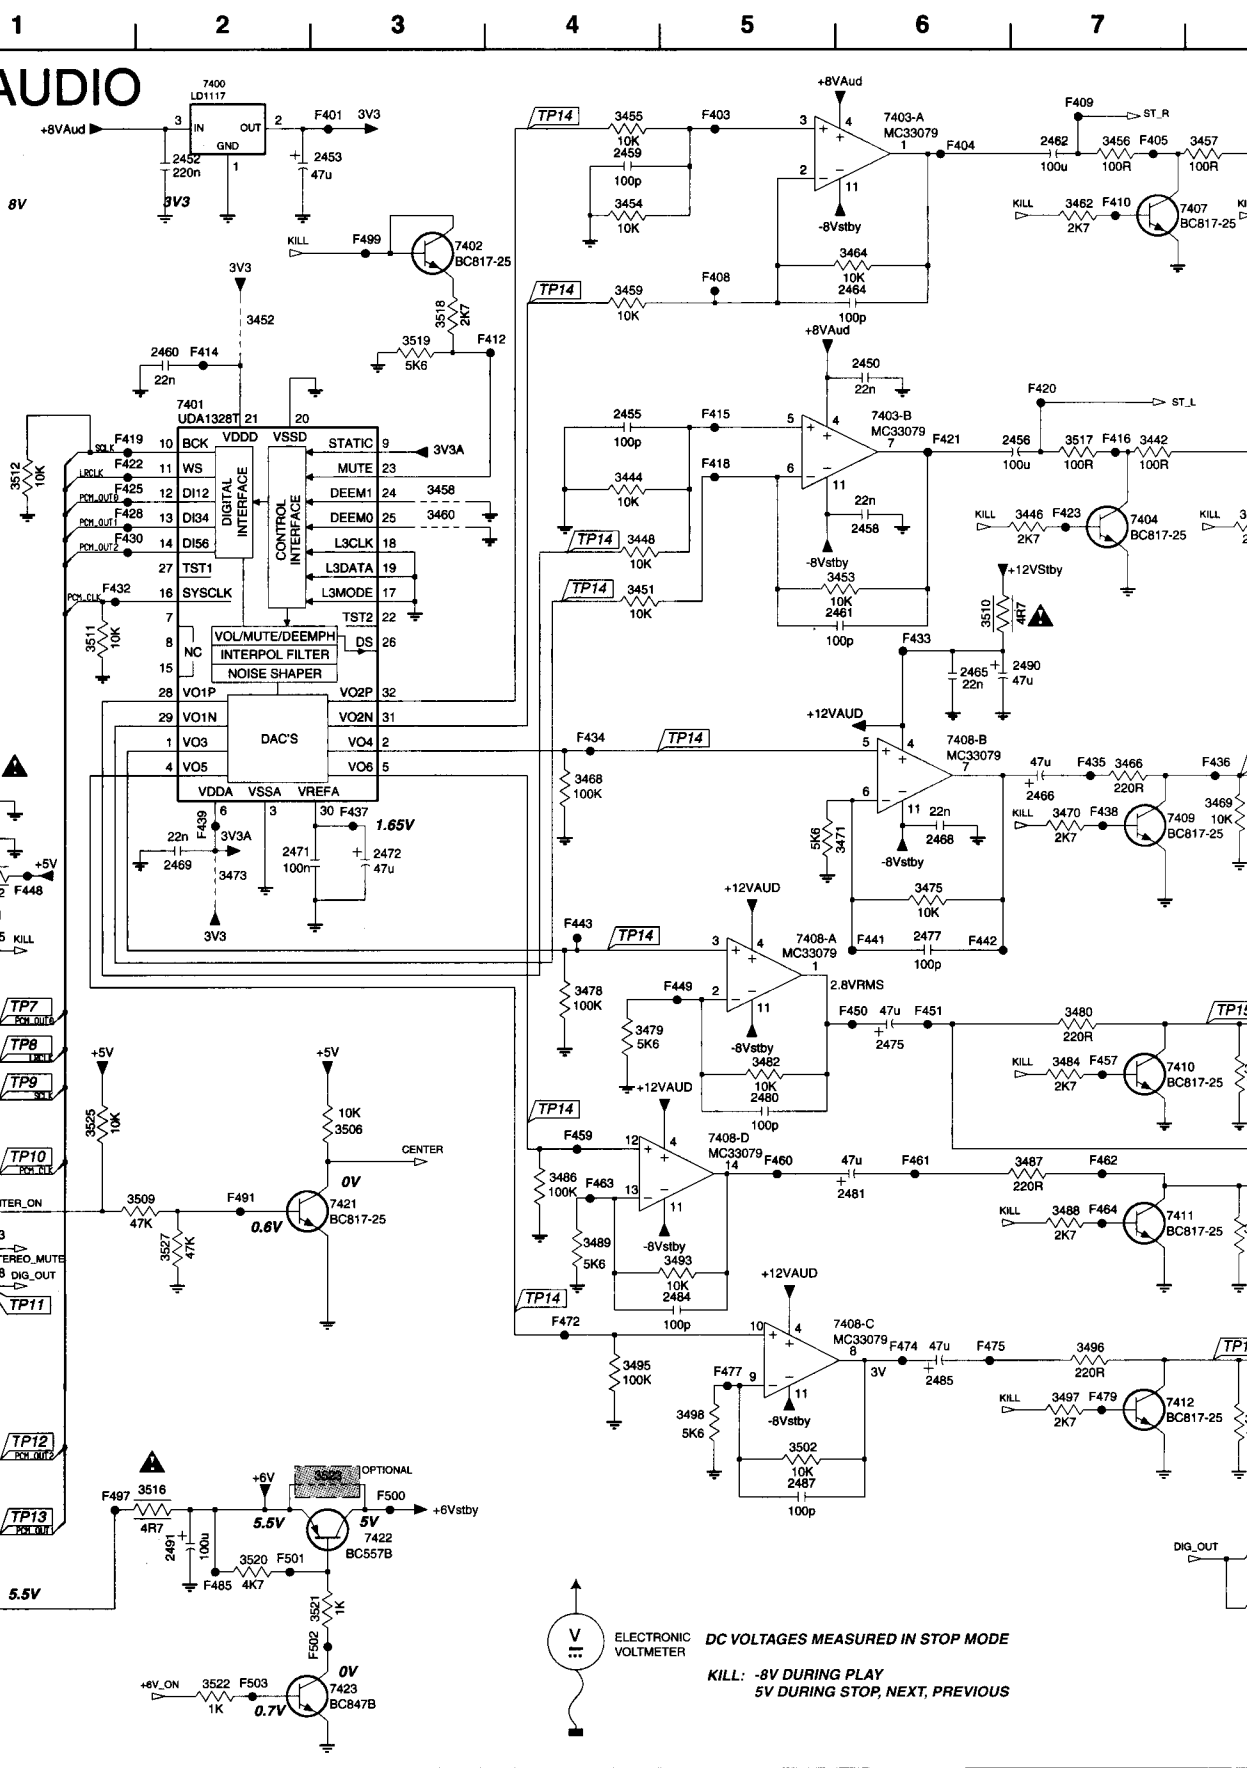 1 2 3 4 5 6 7
AUDIO
7400
LD1117
+8VAud
3 IN OUT 2
GND
1
F401 3V3
2452
220n
2453
47u
3V3
8V
KILL
F499
7402
BC817-25
3518
2K7
3519
5K6
F412
3V3
3452
2460 F414
22n
7401
UDA1328T 21 20
VDDD VSSD
SCLK F419 10 BCK
LRCLK F422 11 WS
PCM_OUT0 F425 12 DI12
PCM_OUT1 F428 13 DI34
PCM_OUT2 F430 14 DI56
27 TST1
PCM_CLK F432 16 SYSCLK
7
8 NC
15
28 VO1P
29 VO1N
1 VO3
4 VO5
DIGITAL INTERFACE
CONTROL INTERFACE
STATIC 9 3V3A
MUTE 23
DEEM1 24 3458
DEEM0 25 3460
L3CLK 18
L3DATA 19
L3MODE 17
TST2 22
DS 26
VO2P 32
VO2N 31
VO4 2
VO6 5
VOL/MUTE/DEEMPH
INTERPOL FILTER
NOISE SHAPER
DAC'S
VDDA VSSA VREFA
6 3 30
3512
10K
3511
10K
F439
3V3A
22n
2469
3473
3V3
F437
1.65V
2471
100n
2472
47u
+5V
F448
KILL
TP14
3455
10K
2459
100p
3454
10K
F403
+8VAud
3 4
7403-A
MC33079
1
2
11
-8Vstby
F404
3464
10K
2464
100p
TP14
3459
10K
F408
2462
100u
F409
ST_R
3456
100R
F405
3457
100R
KILL
3462
2K7
F410
7407
BC817-25
+8VAud
2450
22n
2455
100p
F415
5 4
7403-B
MC33079
7
6
11
F418
3444
10K
22n
2458
-8Vstby
F421
TP14
3448
10K
TP14
3451
10K
3453
10K
2461
100p
F420
ST_L
2456
100u
3517
100R
F416
3442
100R
KILL
3446
2K7
F423
7404
BC817-25
KILL
+12VStby
3510
4R7
F433
2465
22n
2490
47u
+12VAUD
F434
TP14
5 4
7408-B
MC33079
7
6
11
22n
2468
-8Vstby
3468
100K
5K6
3471
47u
2466
F435
3466
220R
F436
KILL
3470
2K7
F438
7409
BC817-25
3469
10K
3475
10K
F441
2477
100p
F442
F443
TP14
+12VAUD
3 4
7408-A
MC33079
1
2
11
2.8VRMS
3478
100K
F449
3479
5K6
-8Vstby
3482
10K
2480
100p
F450
47u
2475
F451
3480
220R
TP15
KILL
3484
2K7
F457
7410
BC817-25
TP7
PCM_OUT0
TP8
LRCLK
TP9
SCLK
TP10
PCM_CLK
+5V
3525
10K
+5V
10K
3506
CENTER
0V
7421
BC817-25
3509
47K
F491
0.6V
3527
47K
DIG_OUT
TP11
TP14
+12VAUD
F459
12 4
7408-D
MC33079
14
13
11
3486
100K
F463
3489
5K6
-8Vstby
3493
10K
2484
100p
F460
47u
2481
F461
3487
220R
F462
KILL
3488
2K7
F464
7411
BC817-25
TP14
F472
+12VAUD
10 4
7408-C
MC33079
8
9
11
3V
3495
100K
F477
3498
5K6
-8Vstby
3502
10K
2487
100p
F474
47u
2485
F475
3496
220R
KILL
3497
2K7
F479
7412
BC817-25
TP12
PCM_OUT2
TP13
PCM_OUT
F497
3516
4R7
+6V
3523
OPTIONAL
F500
+6Vstby
5.5V 5V
7422
BC557B
2491
100u
3520
4K7
F501
F485
3521
1K
F502
5.5V
+6V_ON
3522
1K
F503
0.7V
0V
7423
BC847B
V
ELECTRONIC
VOLTMETER
DC VOLTAGES MEASURED IN STOP MODE
KILL: -8V DURING PLAY
5V DURING STOP, NEXT, PREVIOUS
DIG_OUT